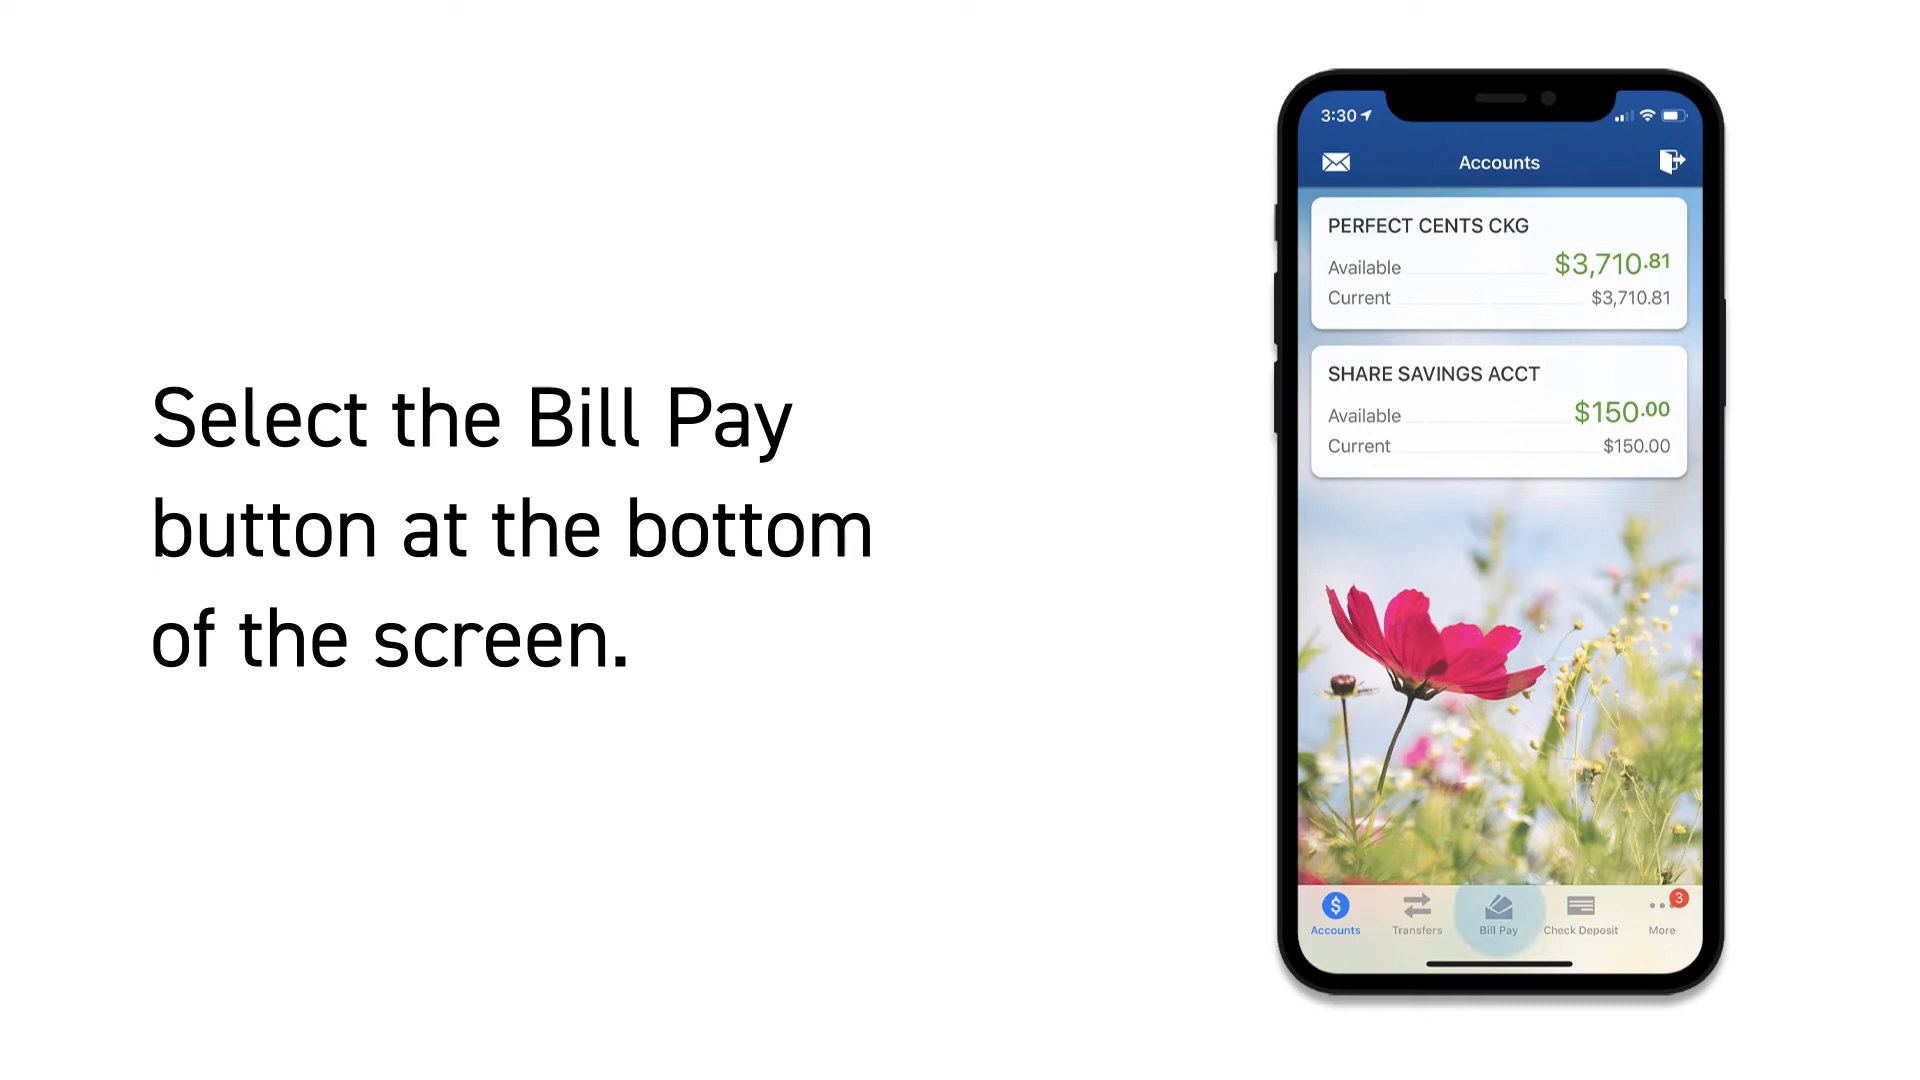 Select the Bill Pay
button at the bottom
of the screen.
3:30
Accounts
PERFECT CENTS CKG
Available $3,710.81
Current $3,710.81
SHARE SAVINGS ACCT
Available $150.00
Current $150.00
$
3
Accounts Transfers Bill Pay Check Deposit More